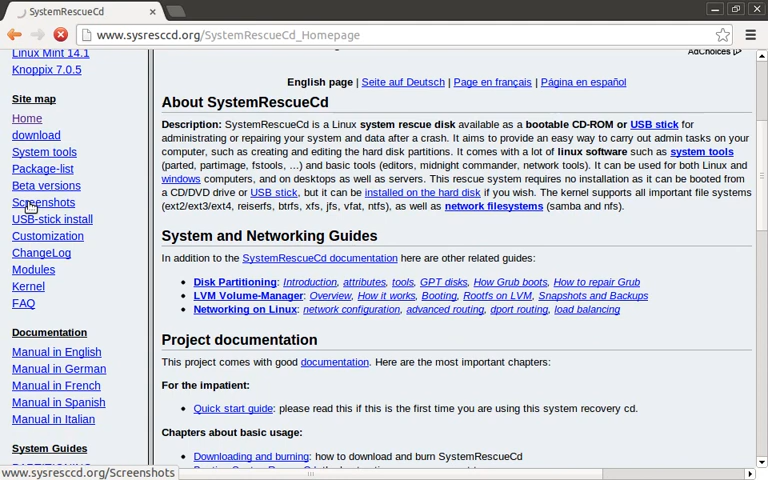 SystemRescueCd
www.sysresccd.org/SystemRescueCd_Homepage
Linux Mint 14.1
Knoppix 7.0.5
Site map
Home
download
System tools
Package-list
Beta versions
Screenshots
USB-stick install
Customization
ChangeLog
Modules
Kernel
FAQ
Documentation
Manual in English
Manual in German
Manual in French
Manual in Spanish
Manual in Italian
System Guides
AdChoices
English page | Seite auf Deutsch | Page en français | Página en español
About SystemRescueCd
Description: SystemRescueCd is a Linux system rescue disk available as a bootable CD-ROM or USB stick for
administrating or repairing your system and data after a crash. It aims to provide an easy way to carry out admin tasks on your
computer, such as creating and editing the hard disk partitions. It comes with a lot of linux software such as system tools
(parted, partimage, fstools, ...) and basic tools (editors, midnight commander, network tools). It can be used for both Linux and
windows computers, and on desktops as well as servers. This rescue system requires no installation as it can be booted from
a CD/DVD drive or USB stick, but it can be installed on the hard disk if you wish. The kernel supports all important file systems
(ext2/ext3/ext4, reiserfs, btrfs, xfs, jfs, vfat, ntfs), as well as network filesystems (samba and nfs).
System and Networking Guides
In addition to the SystemRescueCd documentation here are other related guides:
Disk Partitioning: Introduction, attributes, tools, GPT disks, How Grub boots, How to repair Grub
LVM Volume-Manager: Overview, How it works, Booting, Rootfs on LVM, Snapshots and Backups
Networking on Linux: network configuration, advanced routing, dport routing, load balancing
Project documentation
This project comes with good documentation. Here are the most important chapters:
For the impatient:
Quick start guide: please read this if this is the first time you are using this system recovery cd.
Chapters about basic usage:
Downloading and burning: how to download and burn SystemRescueCd
www.sysresccd.org/Screenshots